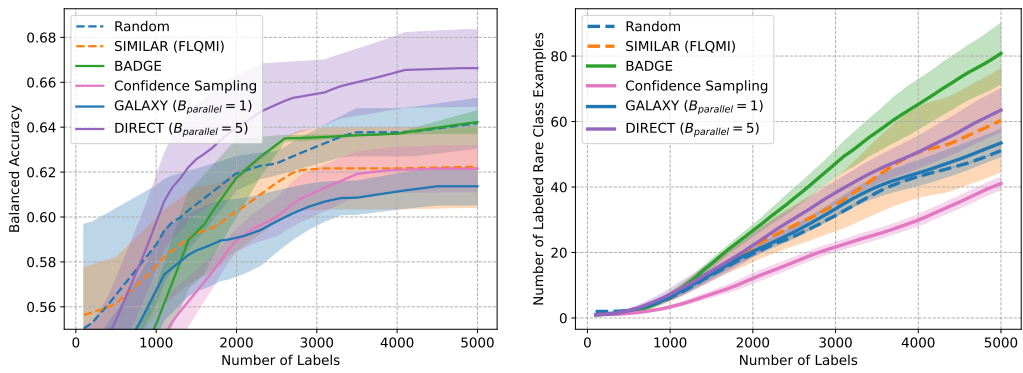 Balanced Accuracy
0.68
0.66
0.64
0.62
0.60
0.58
0.56
Random
SIMILAR (FLQMI)
BADGE
Confidence Sampling
GALAXY (B_parallel = 1)
DIRECT (B_parallel = 5)
0 1000 2000 3000 4000 5000
Number of Labels
Number of Labeled Rare Class Examples
80
60
40
20
0
Random
SIMILAR (FLQMI)
BADGE
Confidence Sampling
GALAXY (B_parallel = 1)
DIRECT (B_parallel = 5)
0 1000 2000 3000 4000 5000
Number of Labels